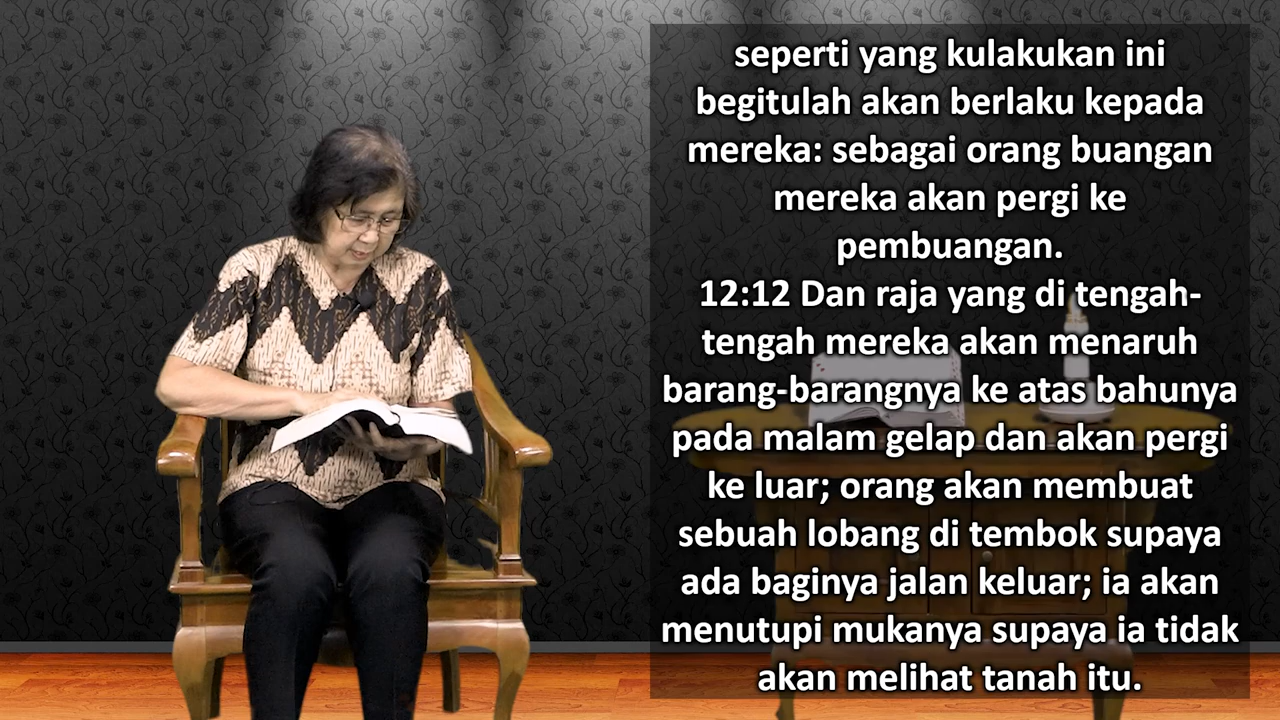 seperti yang kulakukan ini
begitulah akan berlaku kepada
mereka: sebagai orang buangan
mereka akan pergi ke
pembuangan.
12:12 Dan raja yang di tengah-
tengah mereka akan menaruh
barang-barangnya ke atas bahunya
pada malam gelap dan akan pergi
ke luar; orang akan membuat
sebuah lobang di tembok supaya
ada baginya jalan keluar; ia akan
menutupi mukanya supaya ia tidak
akan melihat tanah itu.